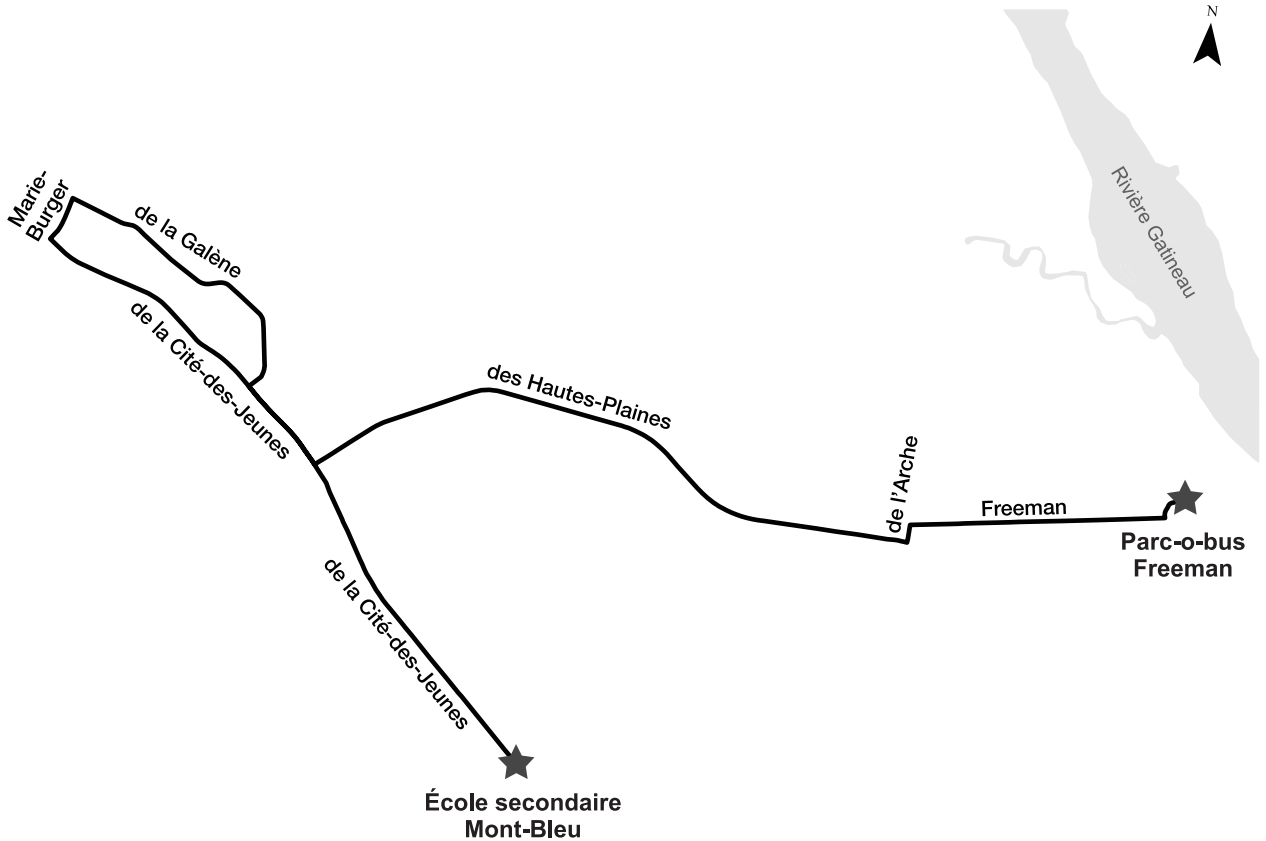 N
Rivière Gatineau
Marie-
Burger
de la Galène
de la Cité-des-Jeunes
des Hautes-Plaines
de l'Arche
Freeman
Parc-o-bus
Freeman
de la Cité-des-Jeunes
École secondaire
Mont-Bleu